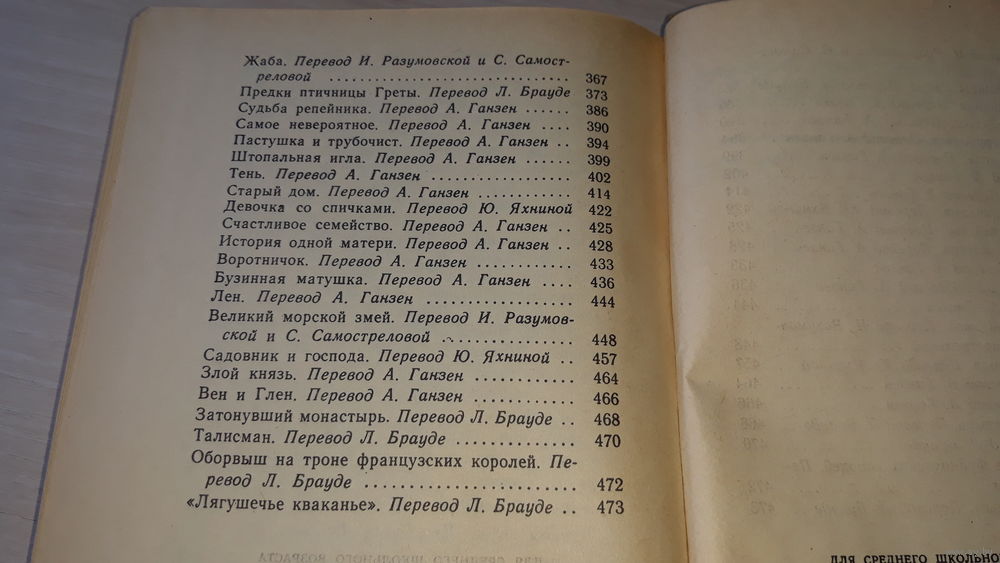 Жаба. Перевод И. Разумовской и С. Самост-
реловой ............................... 367
Предки птичницы Греты. Перевод Л. Брауде 373
Судьба репейника. Перевод А. Ганзен ...... 386
Самое невероятное. Перевод А. Ганзен .... 390
Пастушка и трубочист. Перевод А. Ганзен .. 394
Штопальная игла. Перевод А. Ганзен ...... 399
Тень. Перевод А. Ганзен .................. 402
Старый дом. Перевод А. Ганзен ............ 414
Девочка со спичками. Перевод Ю. Яхниной 422
Счастливое семейство. Перевод А. Ганзен .. 425
История одной матери. Перевод А. Ганзен .. 428
Воротничок. Перевод А. Ганзен ............ 433
Бузинная матушка. Перевод А. Ганзен .... 436
Лен. Перевод А. Ганзен .................. 444
Великий морской змей. Перевод И. Разумов-
ской и С. Самостреловой ................ 448
Садовник и господа. Перевод Ю. Яхниной .. 457
Злой князь. Перевод А. Ганзен ............ 464
Вен и Глен. Перевод А. Ганзен ............ 466
Затонувший монастырь. Перевод Л. Брауде .. 468
Талисман. Перевод Л. Брауде .............. 470
Оборвыш на троне французских королей. Пе-
ревод Л. Брауде ........................ 472
«Лягушечье кваканье». Перевод Л. Брауде .. 473
ДЛЯ СРЕДНЕГО ШКОЛЬНО